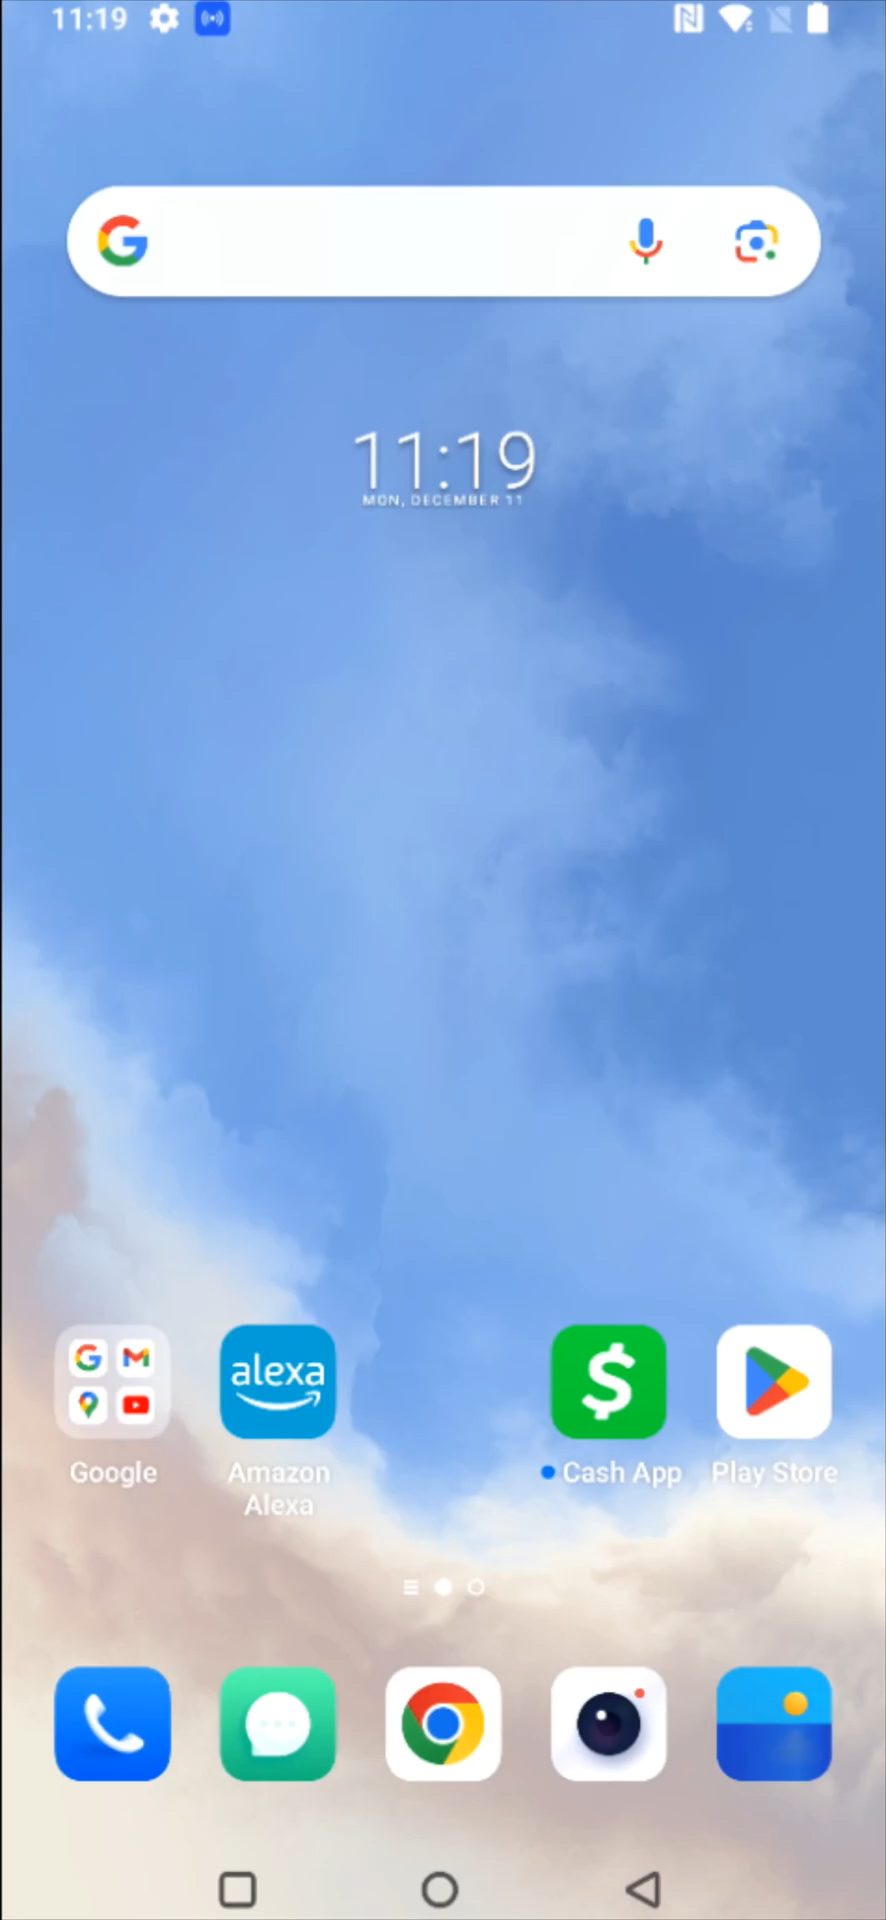 11:19
11:19
MON, DECEMBER 11
alexa
Google
Amazon
Alexa
Cash App
Play Store